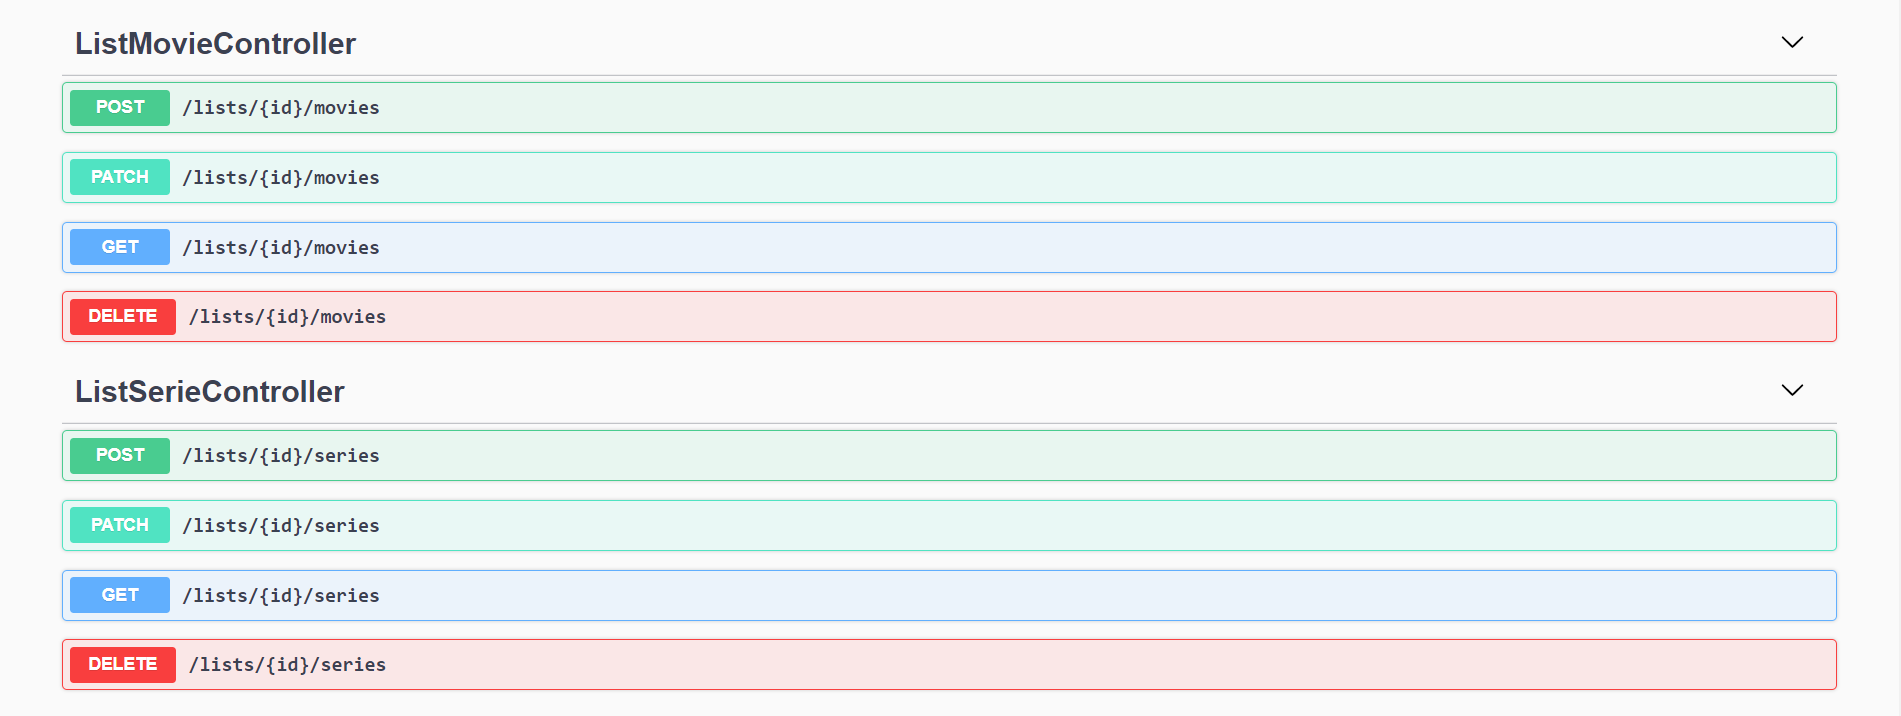 ListMovieController
POST /lists/{id}/movies
PATCH /lists/{id}/movies
GET /lists/{id}/movies
DELETE /lists/{id}/movies
ListSerieController
POST /lists/{id}/series
PATCH /lists/{id}/series
GET /lists/{id}/series
DELETE /lists/{id}/series